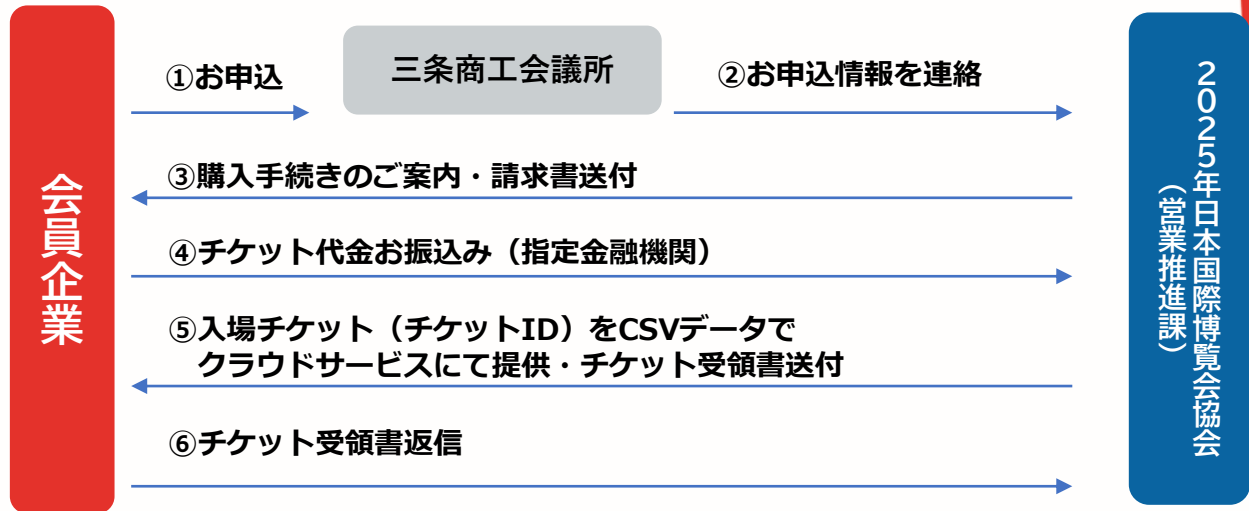 会員企業
①お申込
三条商工会議所
②お申込情報を連絡
③購入手続きのご案内・請求書送付
④チケット代金お振込み（指定金融機関）
⑤入場チケット（チケットID）をCSVデータで
クラウドサービスにて提供・チケット受領書送付
⑥チケット受領書返信
2025年日本国際博覧会協会
（営業推進課）